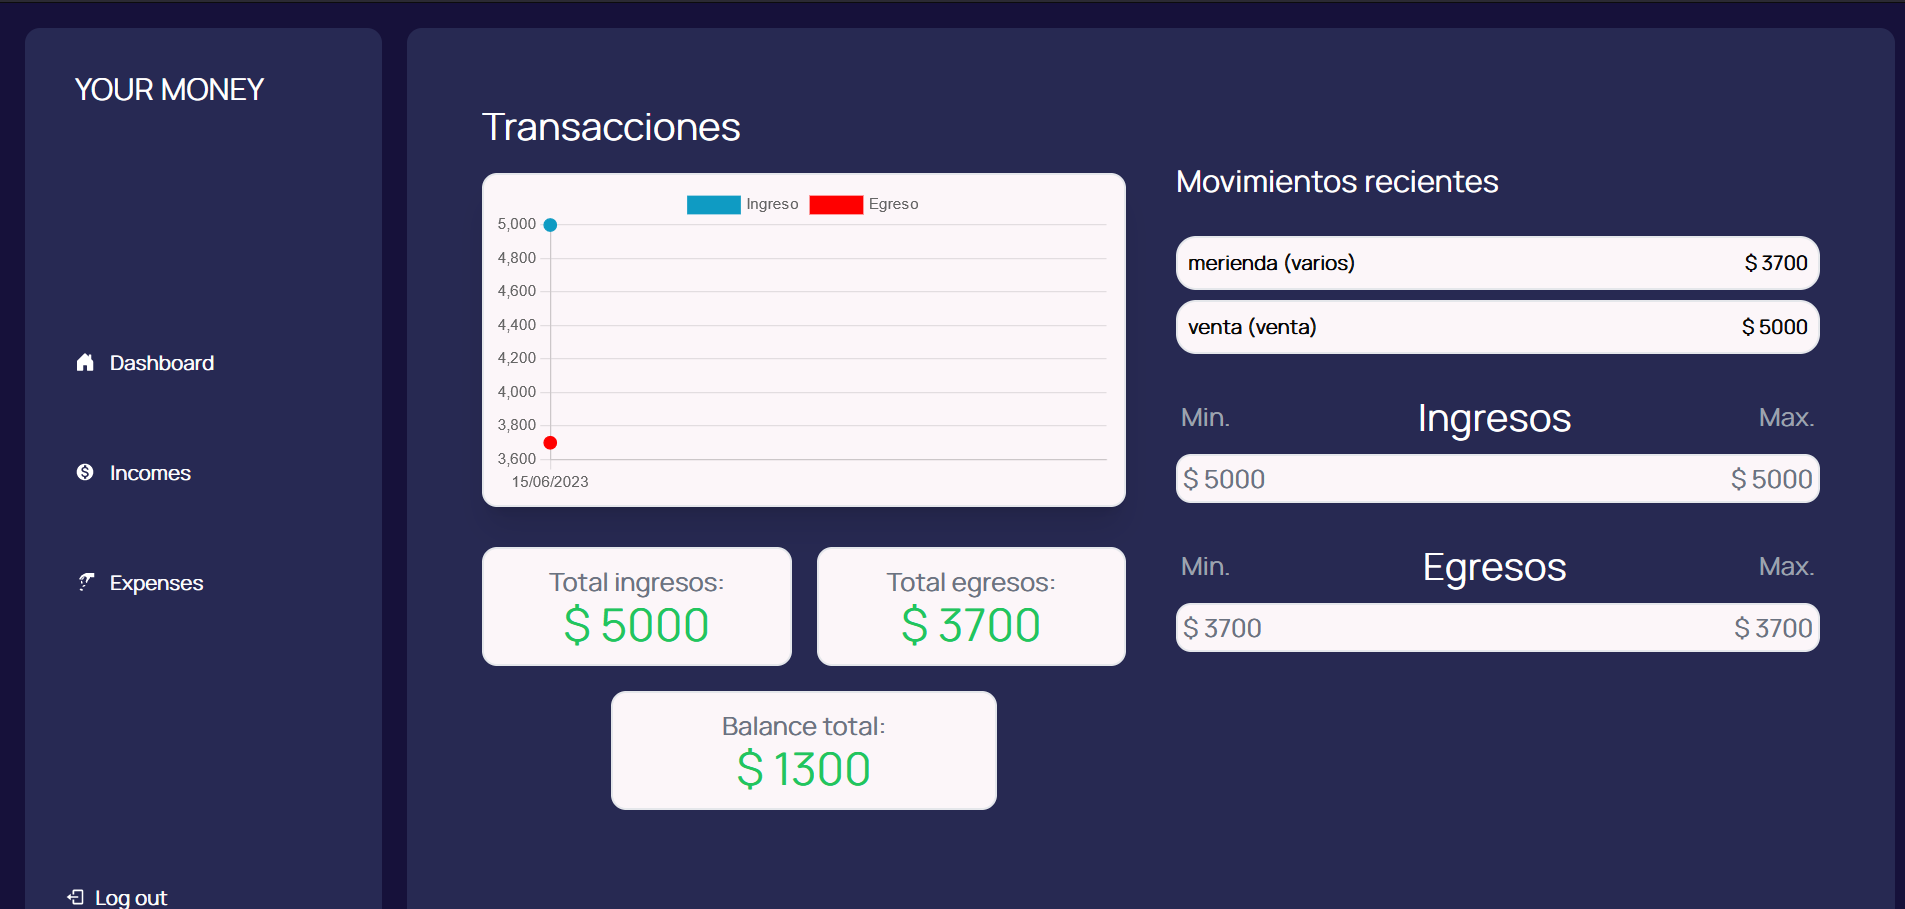 YOUR MONEY
Dashboard
Incomes
Expenses
Log out
Transacciones
Ingreso Egreso
5,000
4,800
4,600
4,400
4,200
4,000
3,800
3,600
15/06/2023
Total ingresos:
$ 5000
Total egresos:
$ 3700
Balance total:
$ 1300
Movimientos recientes
merienda (varios) $ 3700
venta (venta) $ 5000
Min. Ingresos Max.
$ 5000 $ 5000
Min. Egresos Max.
$ 3700 $ 3700